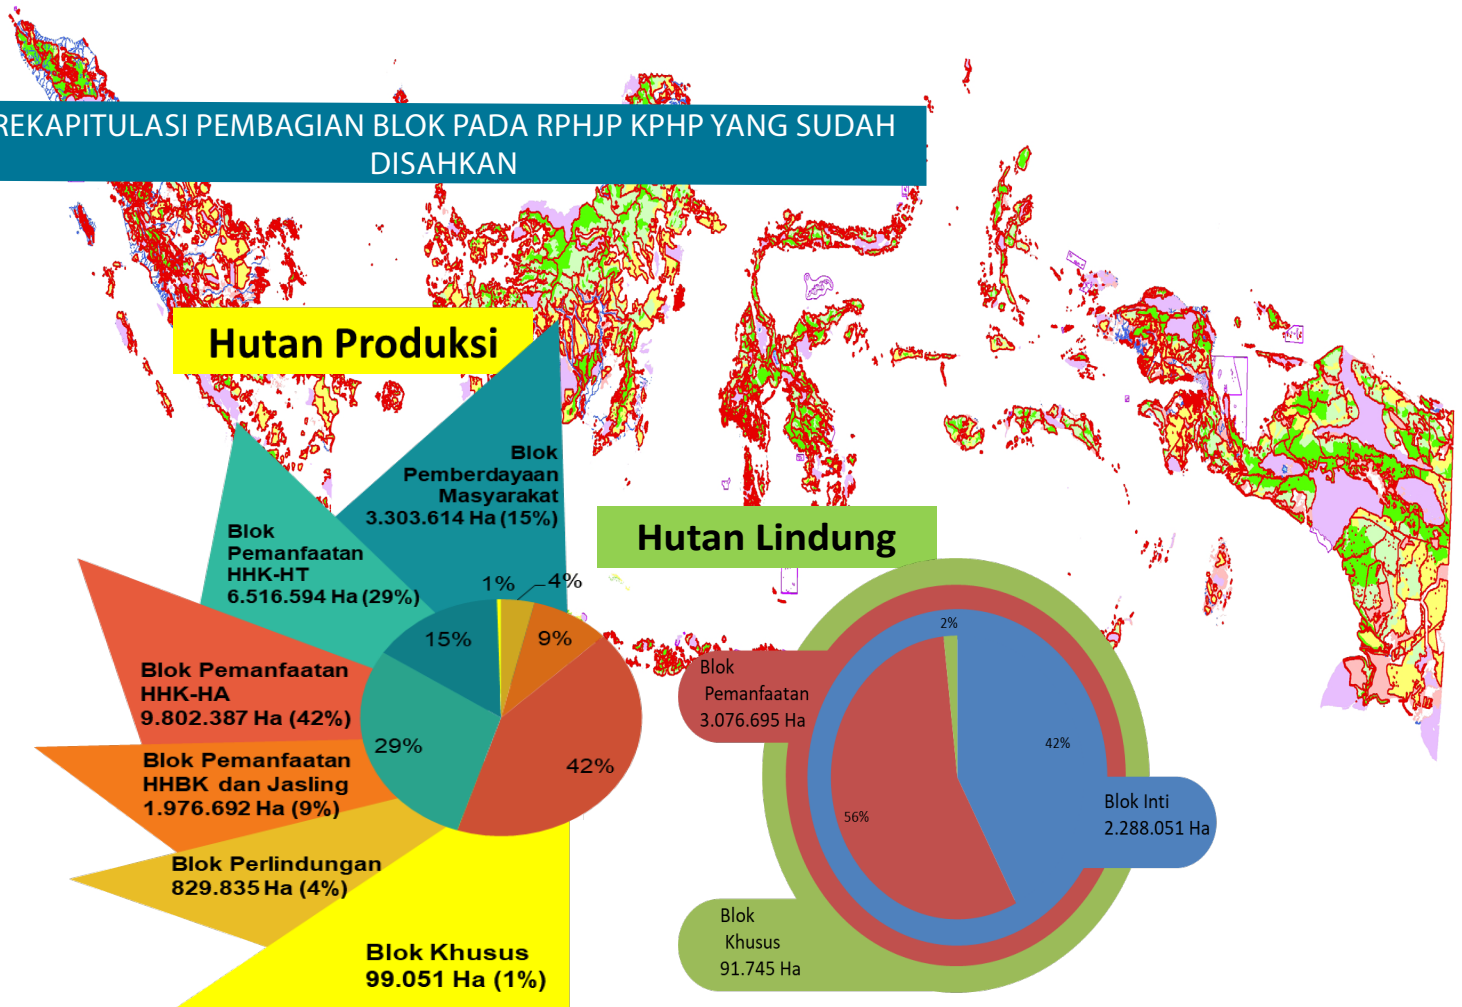 REKAPITULASI PEMBAGIAN BLOK PADA RPHJP KPHP YANG SUDAH
DISAHKAN
Hutan Produksi
Blok
Pemberdayaan
Masyarakat
3.303.614 Ha (15%)
Blok
Pemanfaatan
HHK-HT
6.516.594 Ha (29%)
Blok Pemanfaatan
HHK-HA
9.802.387 Ha (42%)
Blok Pemanfaatan
HHBK dan Jasling
1.976.692 Ha (9%)
Blok Perlindungan
829.835 Ha (4%)
Blok Khusus
99.051 Ha (1%)
1%
4%
9%
15%
29%
42%
Hutan Lindung
2%
42%
56%
Blok
Pemanfaatan
3.076.695 Ha
Blok Inti
2.288.051 Ha
Blok
Khusus
91.745 Ha